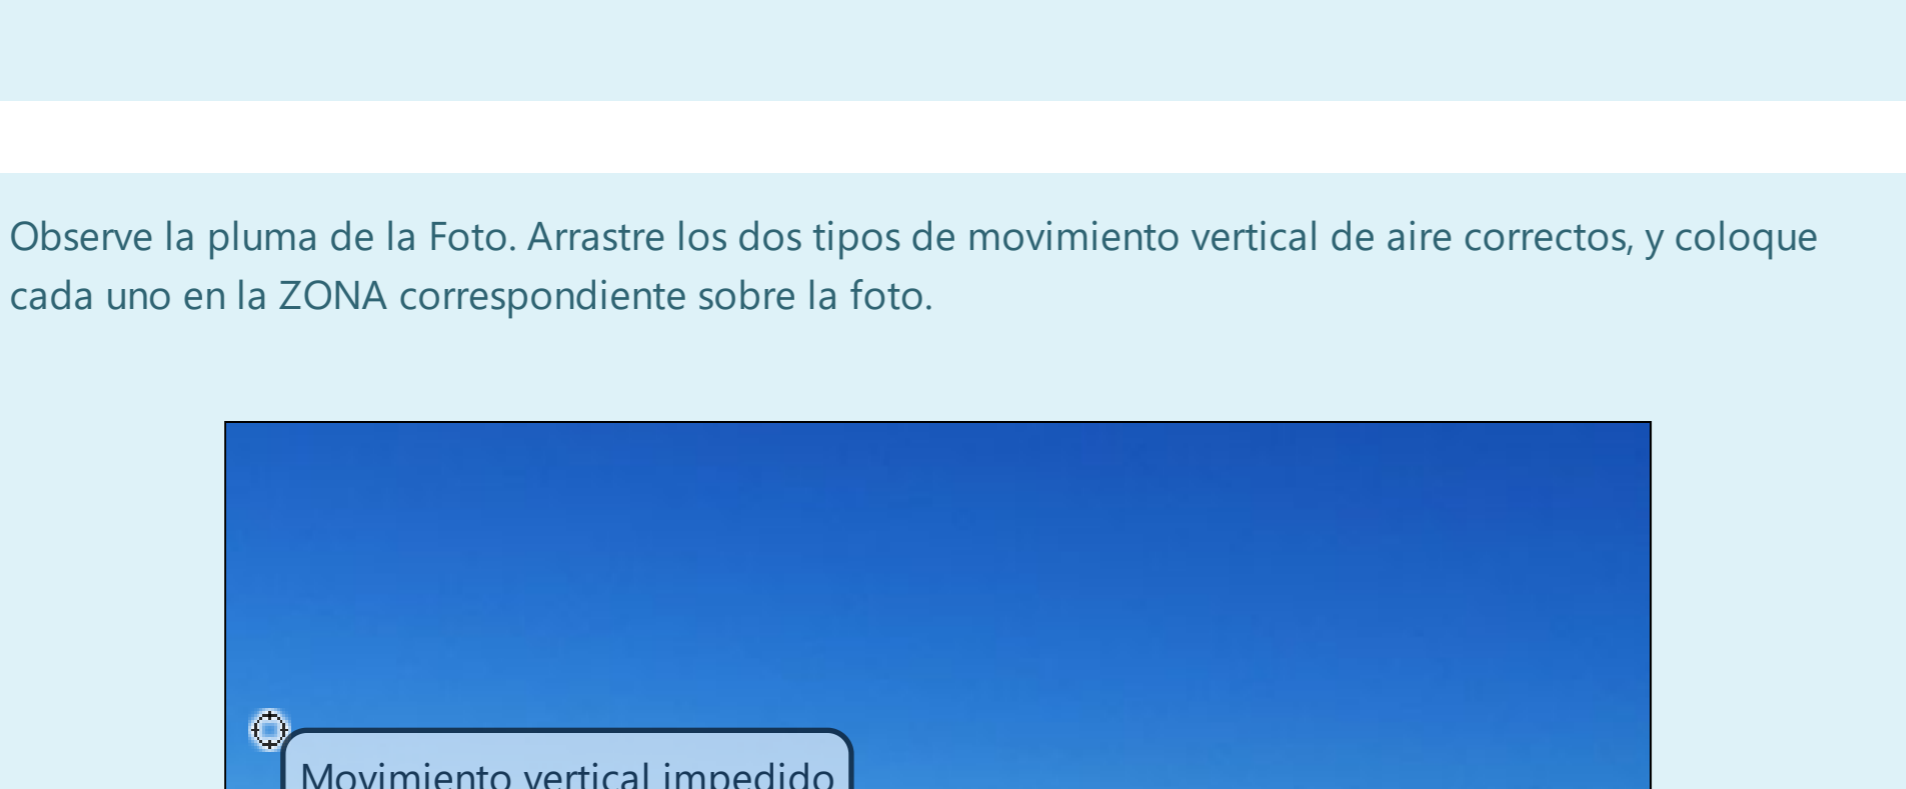 Observe la pluma de la Foto. Arrastre los dos tipos de movimiento vertical de aire correctos, y coloque
cada uno en la ZONA correspondiente sobre la foto.
Movimiento vertical impedido